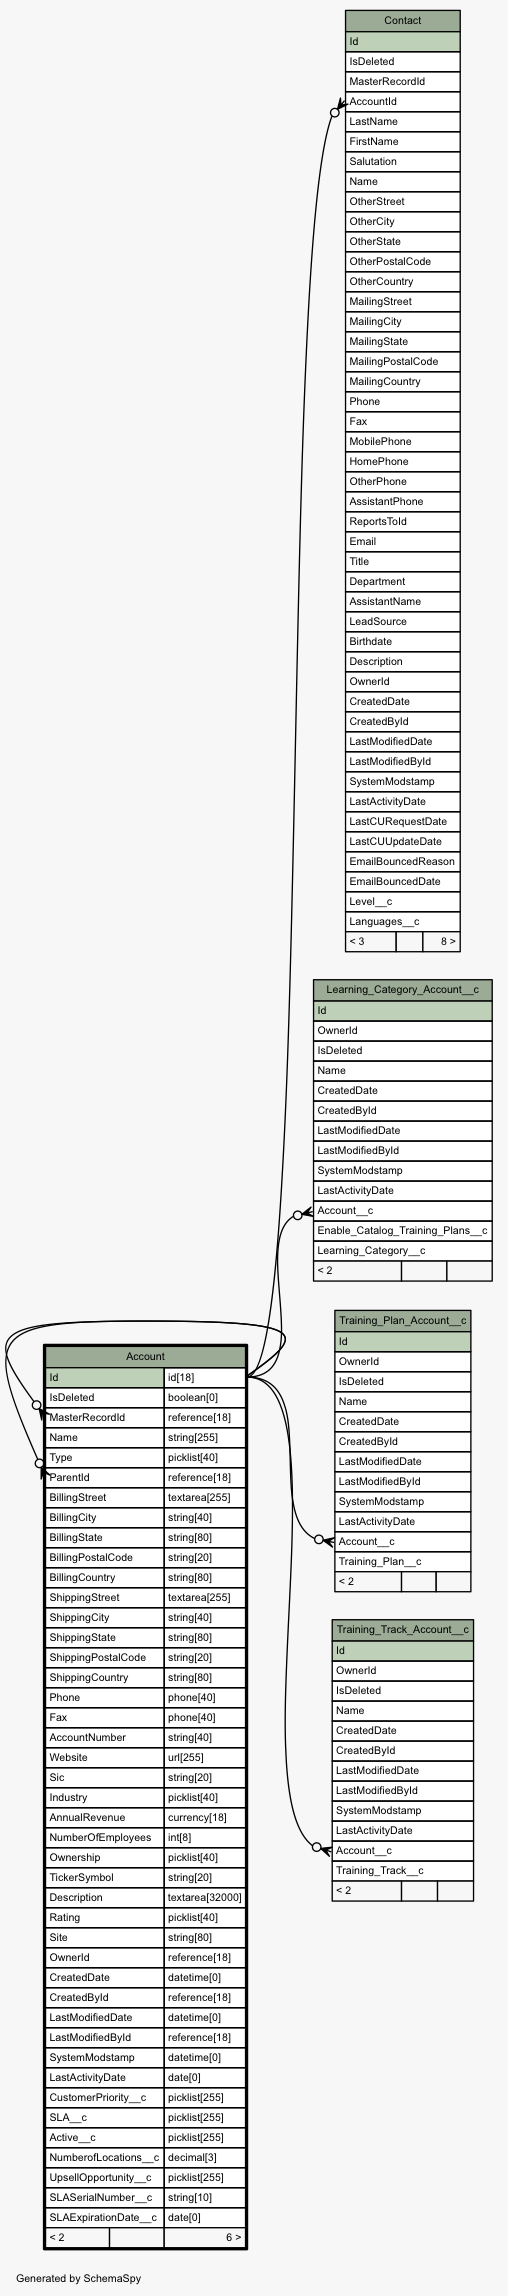 Contact
Id
IsDeleted
MasterRecordId
AccountId
LastName
FirstName
Salutation
Name
OtherStreet
OtherCity
OtherState
OtherPostalCode
OtherCountry
MailingStreet
MailingCity
MailingState
MailingPostalCode
MailingCountry
Phone
Fax
MobilePhone
HomePhone
OtherPhone
AssistantPhone
ReportsToId
Email
Title
Department
AssistantName
LeadSource
Birthdate
Description
OwnerId
CreatedDate
CreatedById
LastModifiedDate
LastModifiedById
SystemModstamp
LastActivityDate
LastCURequestDate
LastCUUpdateDate
EmailBouncedReason
EmailBouncedDate
Level__c
Languages__c
< 3 8 >
Learning_Category_Account__c
Id
OwnerId
IsDeleted
Name
CreatedDate
CreatedById
LastModifiedDate
LastModifiedById
SystemModstamp
LastActivityDate
Account__c
Enable_Catalog_Training_Plans__c
Learning_Category__c
< 2
Training_Plan_Account__c
Id
OwnerId
IsDeleted
Name
CreatedDate
CreatedById
LastModifiedDate
LastModifiedById
SystemModstamp
LastActivityDate
Account__c
Training_Plan__c
< 2
Training_Track_Account__c
Id
OwnerId
IsDeleted
Name
CreatedDate
CreatedById
LastModifiedDate
LastModifiedById
SystemModstamp
LastActivityDate
Account__c
Training_Track__c
< 2
Account
Id id[18]
IsDeleted boolean[0]
MasterRecordId reference[18]
Name string[255]
Type picklist[40]
ParentId reference[18]
BillingStreet textarea[255]
BillingCity string[40]
BillingState string[80]
BillingPostalCode string[20]
BillingCountry string[80]
ShippingStreet textarea[255]
ShippingCity string[40]
ShippingState string[80]
ShippingPostalCode string[20]
ShippingCountry string[80]
Phone phone[40]
Fax phone[40]
AccountNumber string[40]
Website url[255]
Sic string[20]
Industry picklist[40]
AnnualRevenue currency[18]
NumberOfEmployees int[8]
Ownership picklist[40]
TickerSymbol string[20]
Description textarea[32000]
Rating picklist[40]
Site string[80]
OwnerId reference[18]
CreatedDate datetime[0]
CreatedById reference[18]
LastModifiedDate datetime[0]
LastModifiedById reference[18]
SystemModstamp datetime[0]
LastActivityDate date[0]
CustomerPriority__c picklist[255]
SLA__c picklist[255]
Active__c picklist[255]
NumberofLocations__c decimal[3]
UpsellOpportunity__c picklist[255]
SLASerialNumber__c string[10]
SLAExpirationDate__c date[0]
< 2 6 >
Generated by SchemaSpy